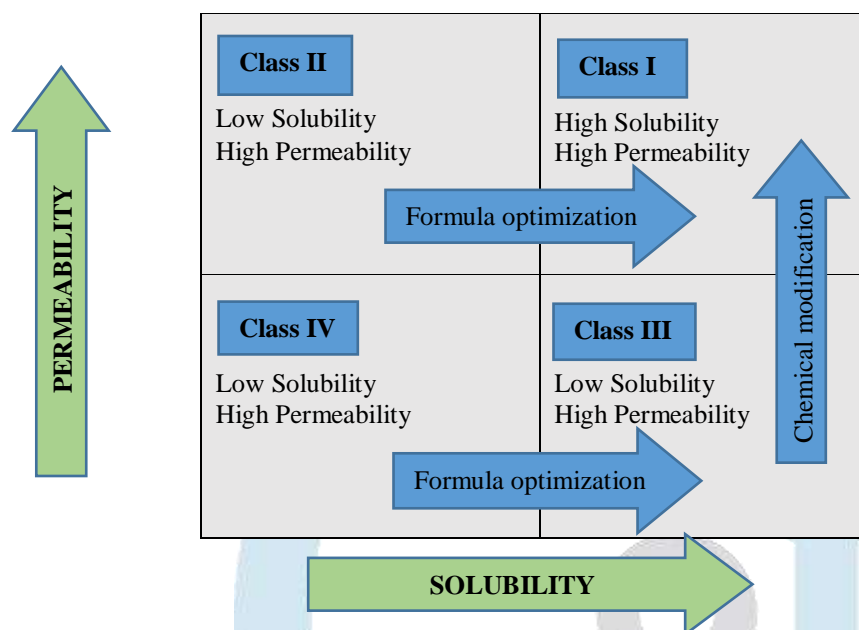 Class II
Low Solubility
High Permeability
Class I
High Solubility
High Permeability
Formula optimization
Chemical modification
PERMEABILITY
Class IV
Low Solubility
High Permeability
Class III
Low Solubility
High Permeability
Formula optimization
SOLUBILITY